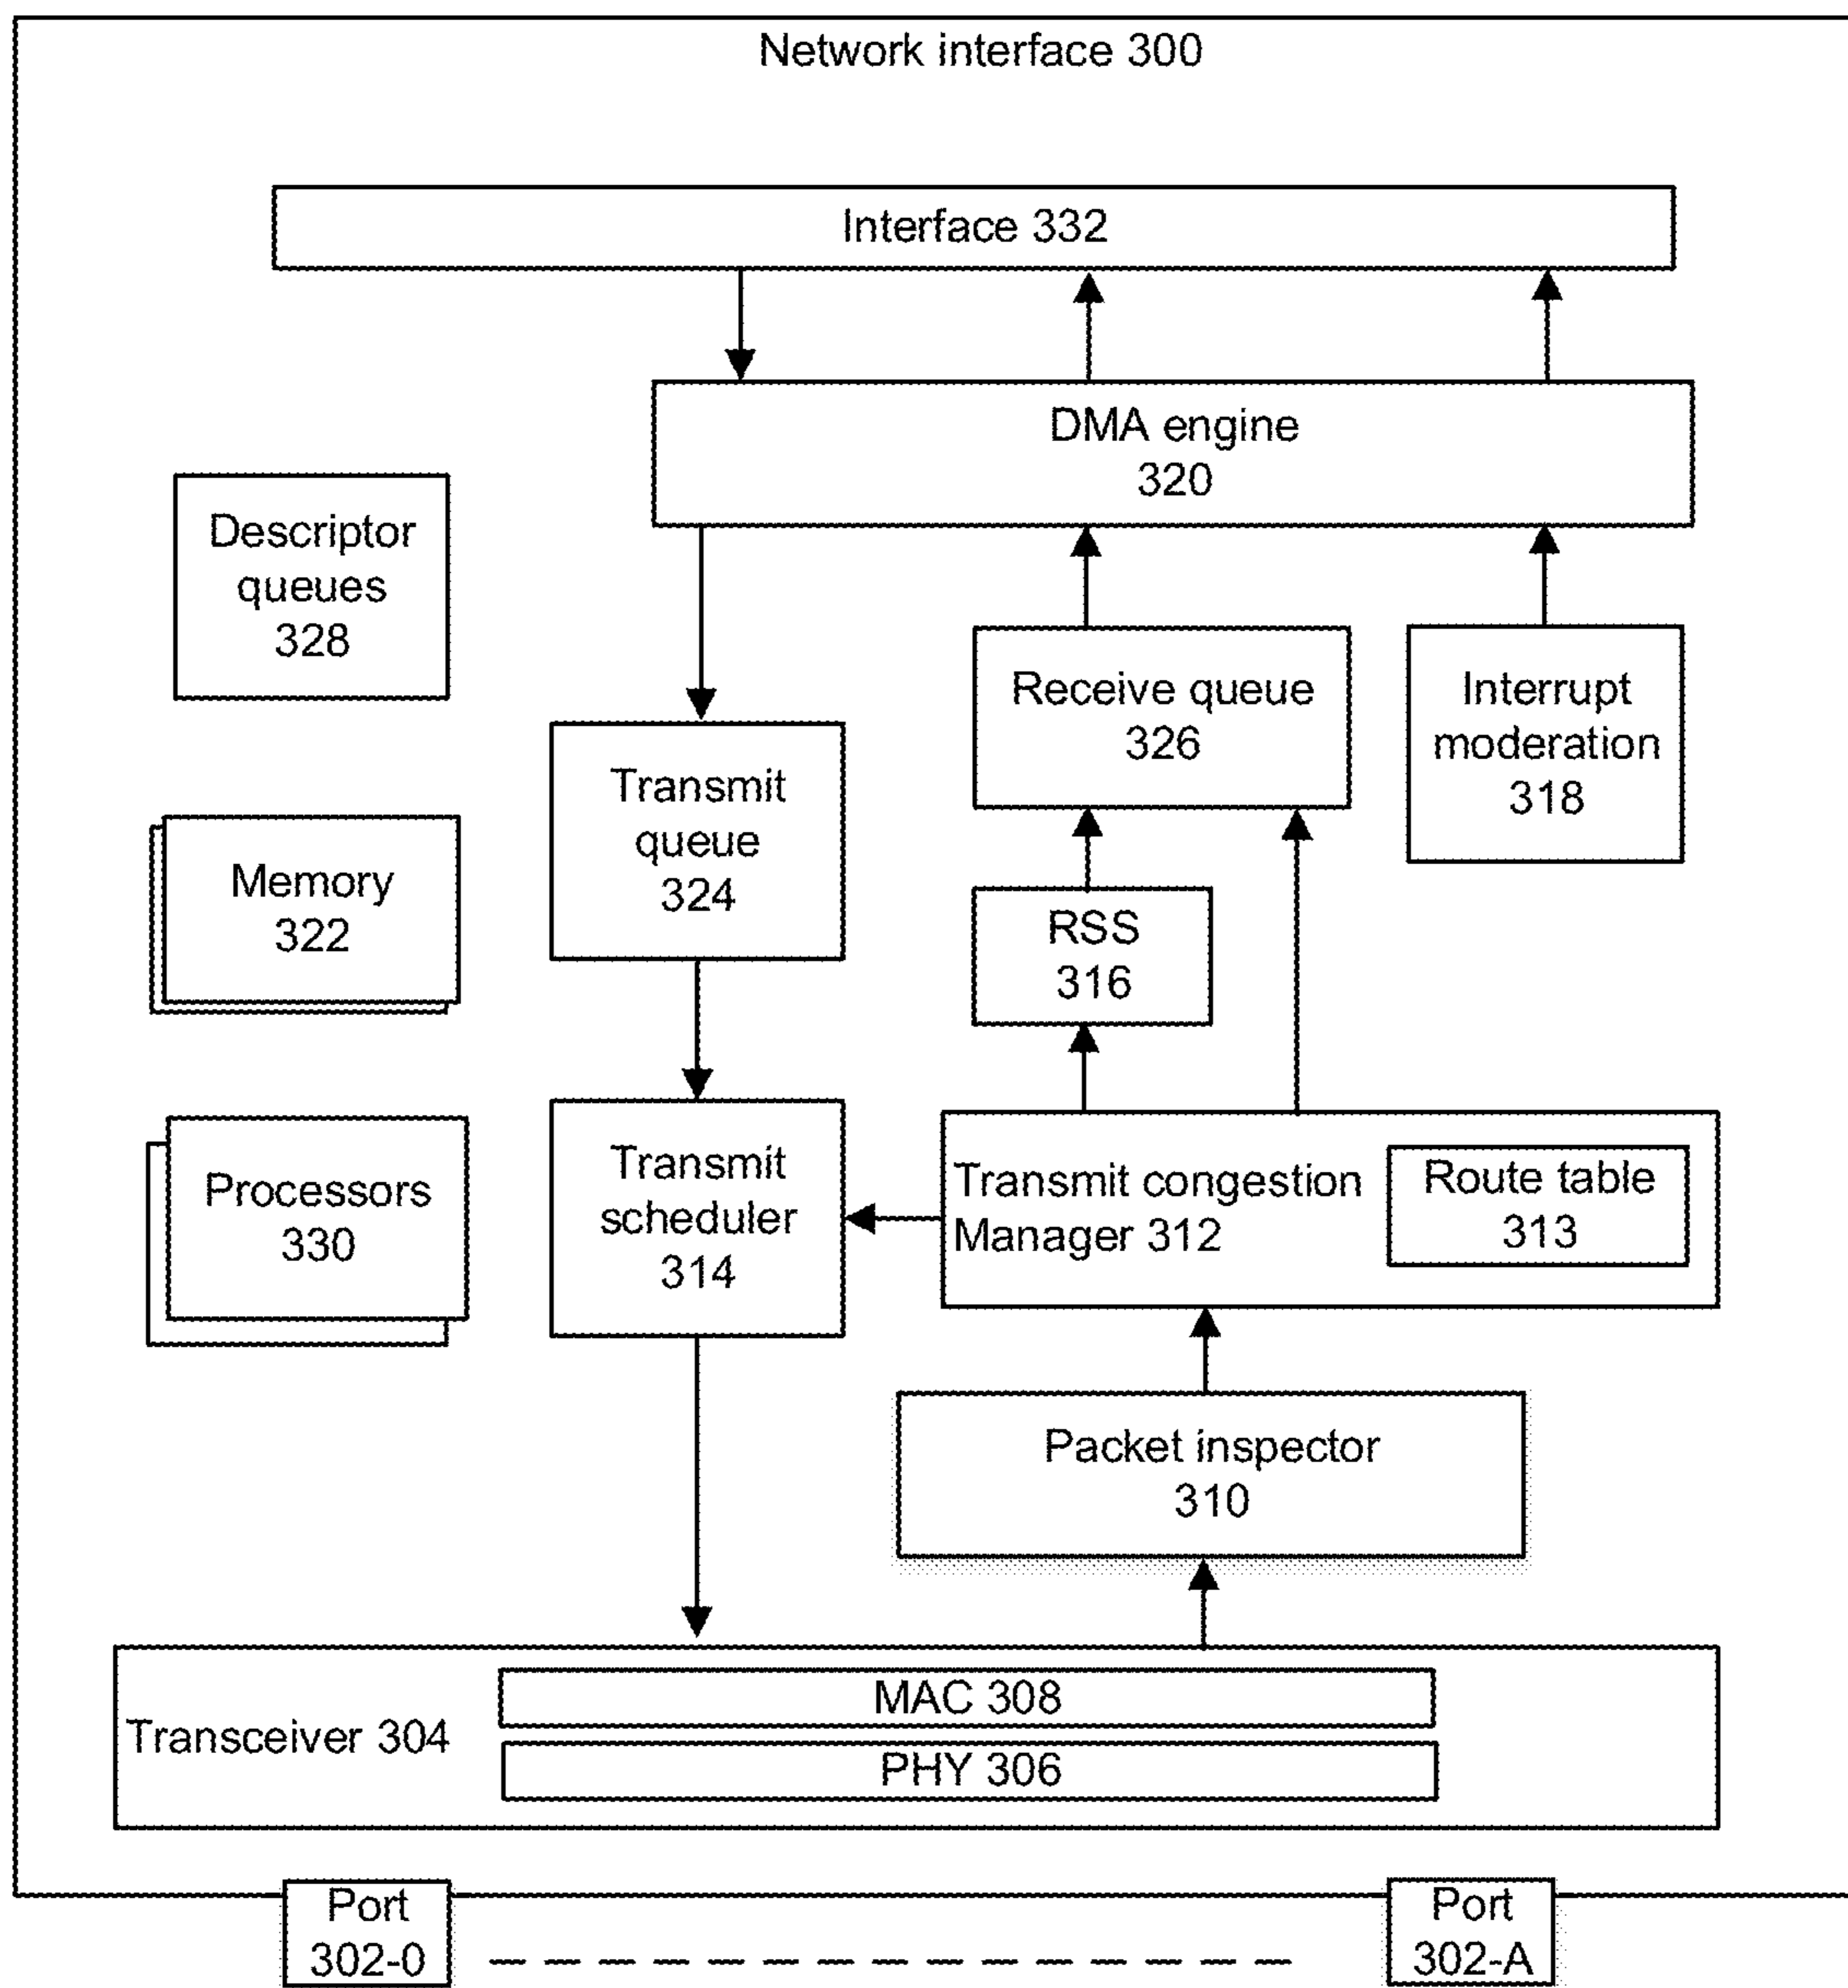 Network interface 300
Interface 332
DMA engine
320
Descriptor
queues
328
Receive queue
326
Interrupt
moderation
318
Transmit
queue
324
Memory
322
RSS
316
Processors
330
Transmit
scheduler
314
Transmit congestion
Manager 312
Route table
313
Packet inspector
310
Transceiver 304
MAC 308
PHY 306
Port
302-0
Port
302-A